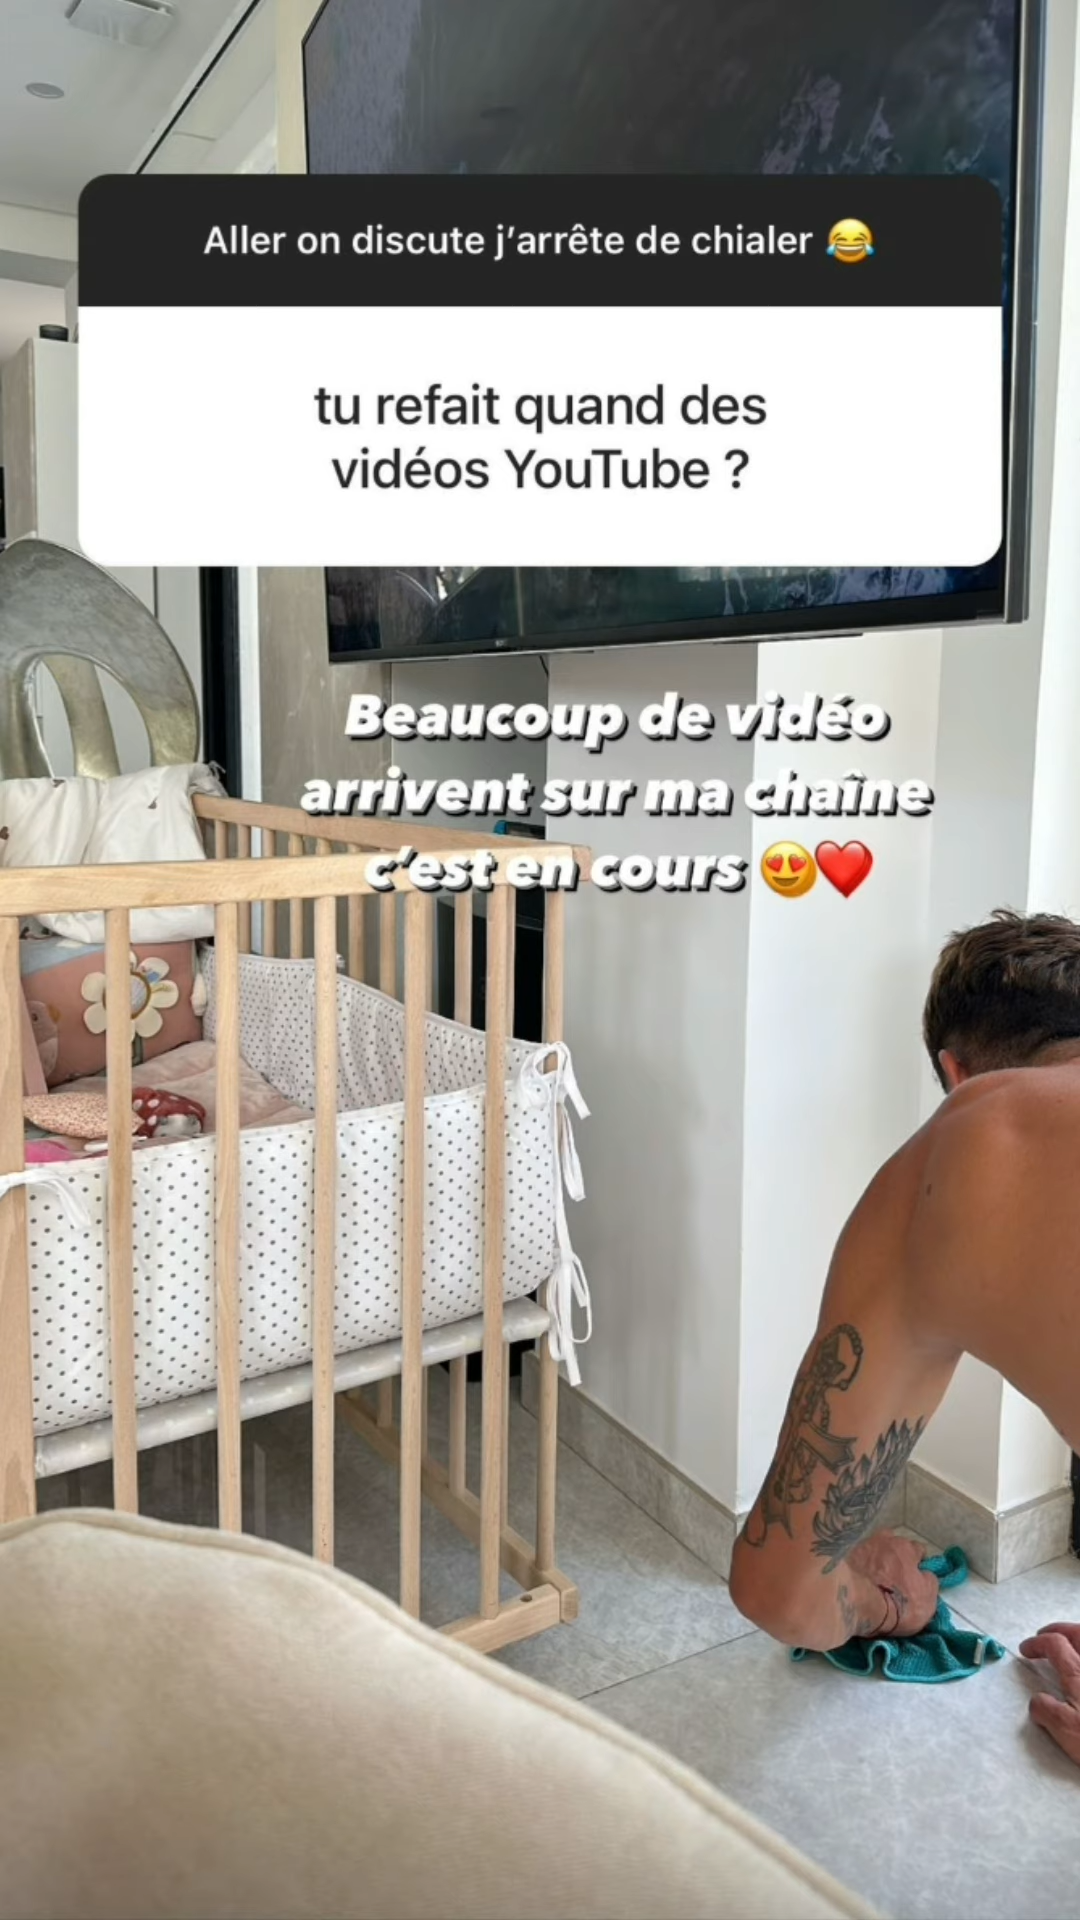 Aller on discute j’arrête de chialer 😂
tu refait quand des
vidéos YouTube ?
Beaucoup de vidéo
arrivent sur ma chaîne
c’est en cours 😍❤️